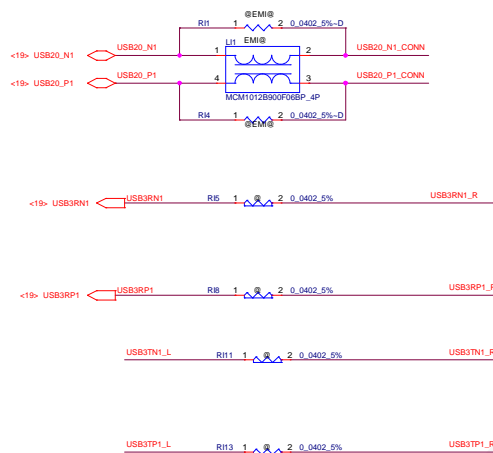 @EMI@
RI1 1 2 0_0402_5%~D
LI1 EMI@
<19> USB20_N1 USB20_N1 1 2 USB20_N1_CONN
<19> USB20_P1 USB20_P1 4 3 USB20_P1_CONN
MCM1012B900F06BP_4P
RI4 1 2 0_0402_5%~D
@EMI@
<19> USB3RN1 USB3RN1 RI5 1 @ 2 0_0402_5% USB3RN1_R
<19> USB3RP1 USB3RP1 RI8 1 @ 2 0_0402_5% USB3RP1_R
USB3TN1_L RI11 1 @ 2 0_0402_5% USB3TN1_R
USB3TP1_L RI13 1 @ 2 0_0402_5% USB3TP1_R